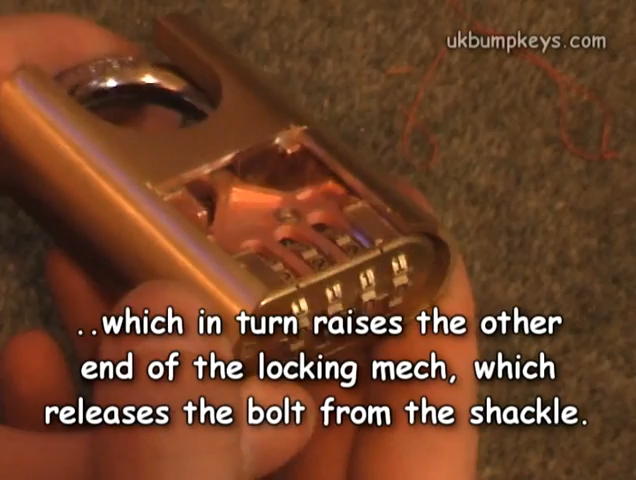 ukbumpkeys.com
..which in turn raises the other
end of the locking mech, which
releases the bolt from the shackle.